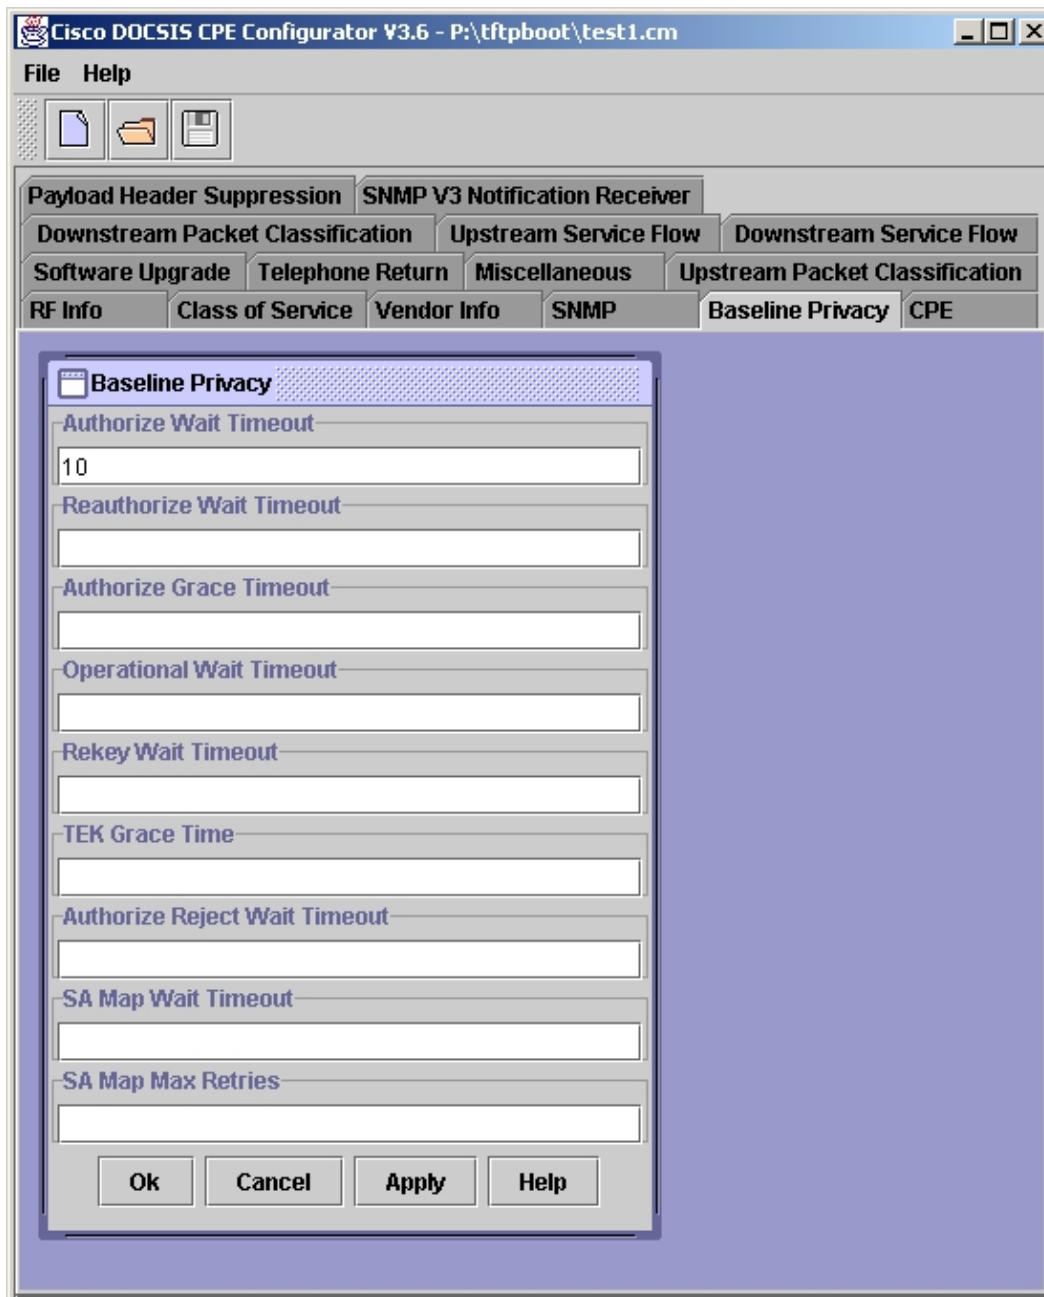 Cisco DOCSIS CPE Configurator V3.6 - P:\tftpboot\test1.cm
File Help
Payload Header Suppression SNMP V3 Notification Receiver
Downstream Packet Classification Upstream Service Flow Downstream Service Flow
Software Upgrade Telephone Return Miscellaneous Upstream Packet Classification
RF Info Class of Service Vendor Info SNMP Baseline Privacy CPE
Baseline Privacy
Authorize Wait Timeout
10
Reauthorize Wait Timeout
Authorize Grace Timeout
Operational Wait Timeout
Rekey Wait Timeout
TEK Grace Time
Authorize Reject Wait Timeout
SA Map Wait Timeout
SA Map Max Retries
Ok Cancel Apply Help